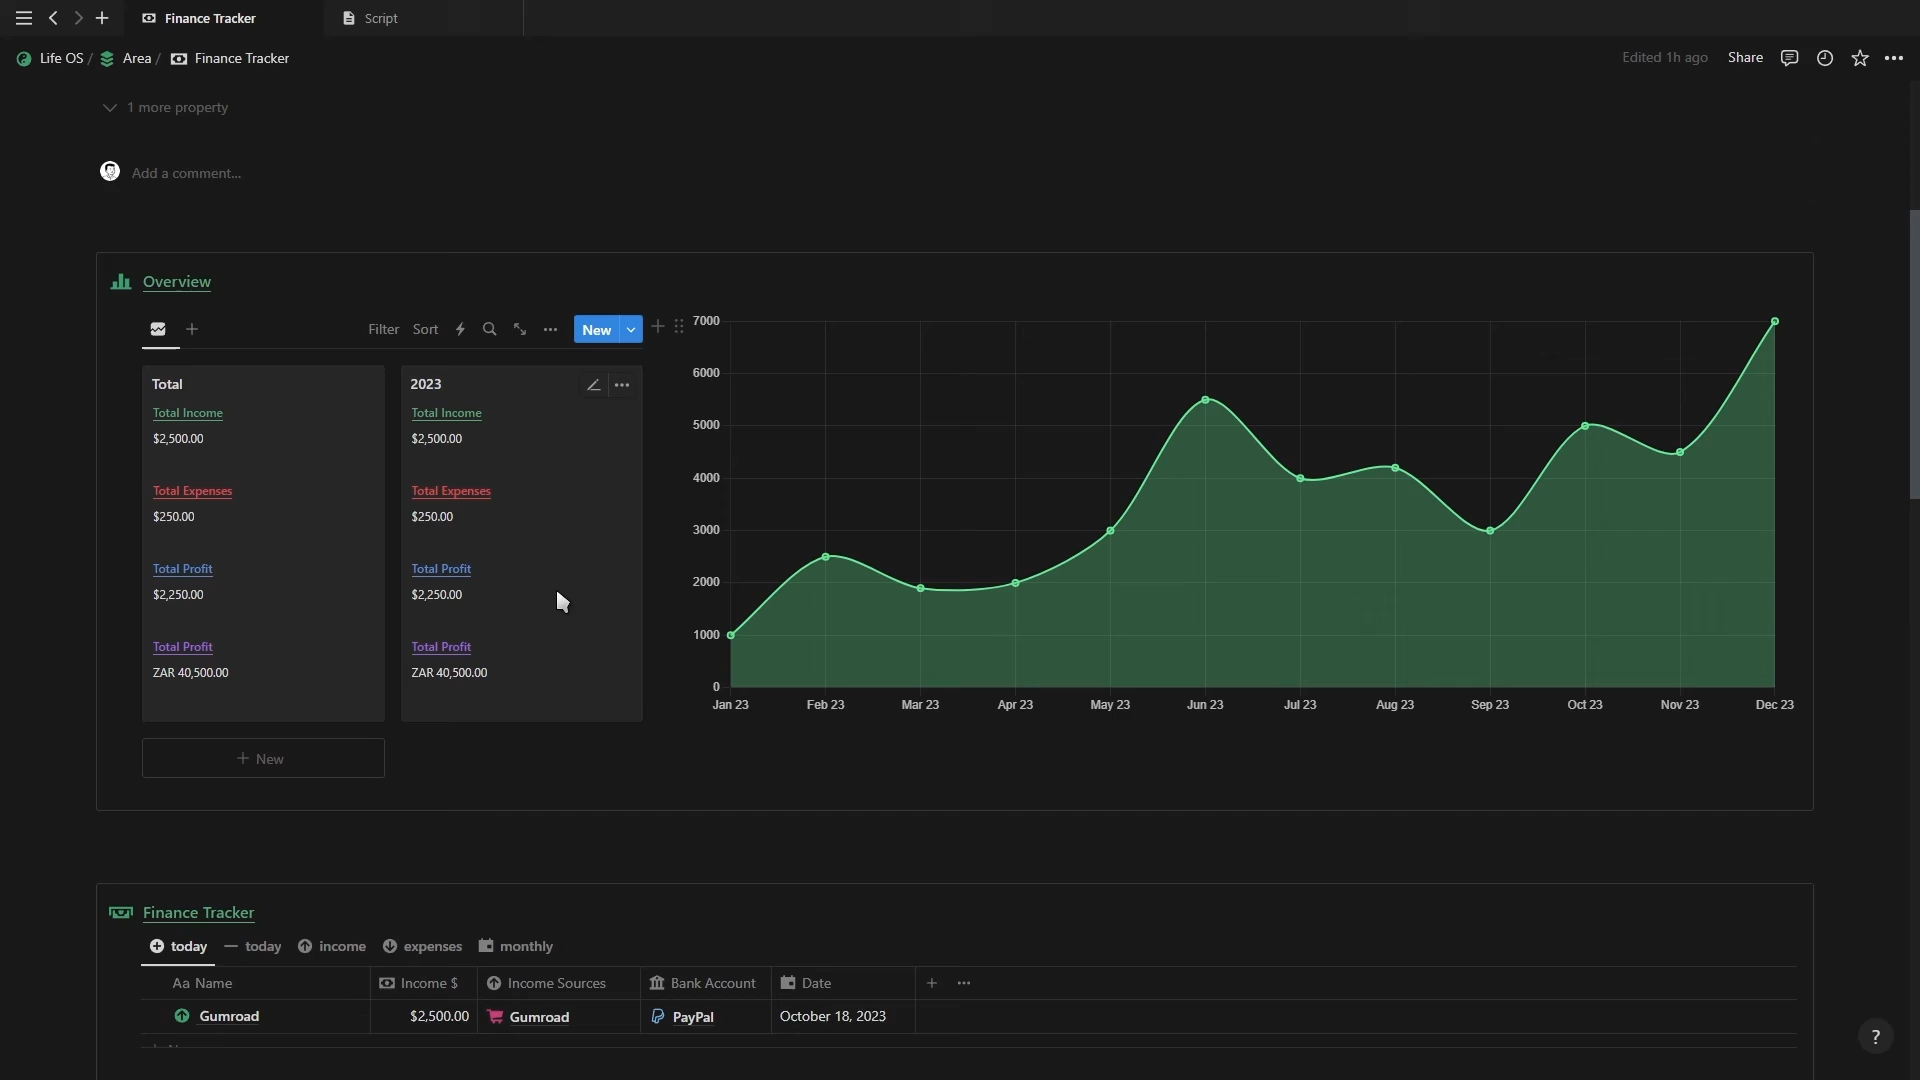 Finance Tracker
Script
Life OS / Area / Finance Tracker
Edited 1h ago Share
1 more property
Add a comment...
Overview
Filter Sort New
Total
Total Income
$2,500.00
Total Expenses
$250.00
Total Profit
$2,250.00
Total Profit
ZAR 40,500.00
2023
Total Income
$2,500.00
Total Expenses
$250.00
Total Profit
$2,250.00
Total Profit
ZAR 40,500.00
+ New
7000
6000
5000
4000
3000
2000
1000
0
Jan 23 Feb 23 Mar 23 Apr 23 May 23 Jun 23 Jul 23 Aug 23 Sep 23 Oct 23 Nov 23 Dec 23
Finance Tracker
today today income expenses monthly
Aa Name Income $ Income Sources Bank Account Date
Gumroad $2,500.00 Gumroad PayPal October 18, 2023
?